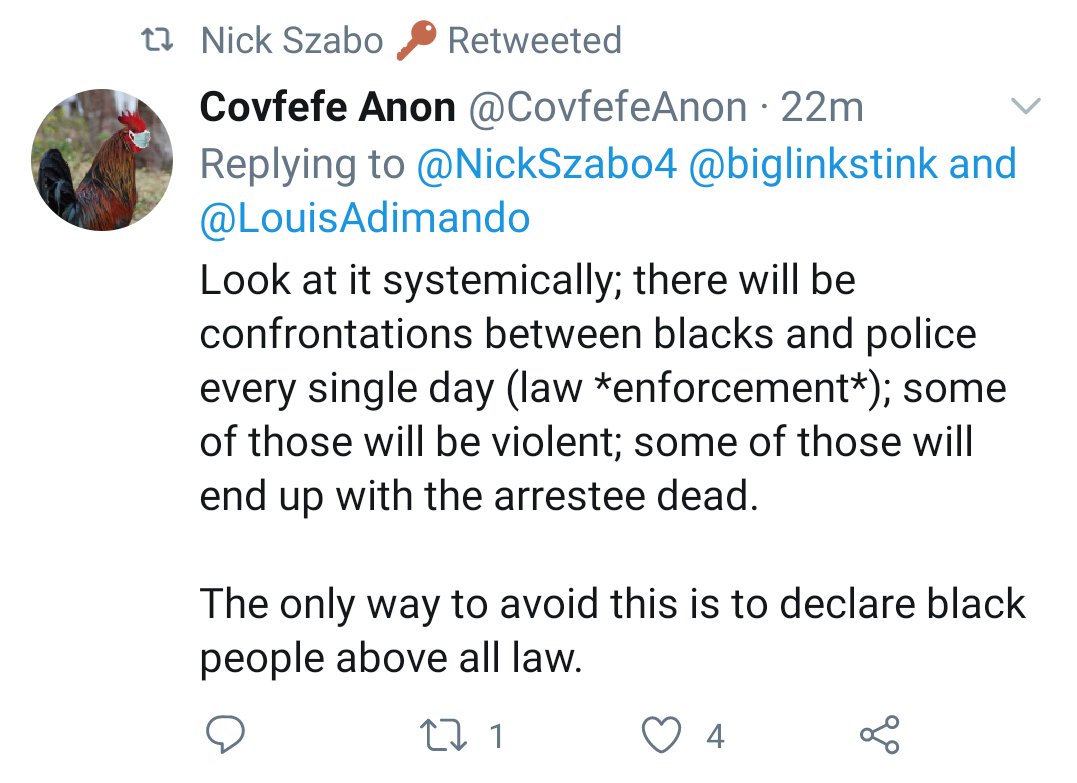 Nick Szabo Retweeted
Covfefe Anon @CovfefeAnon · 22m
Replying to @NickSzabo4 @biglinkstink and
@LouisAdimando
Look at it systemically; there will be
confrontations between blacks and police
every single day (law *enforcement*); some
of those will be violent; some of those will
end up with the arrestee dead.
The only way to avoid this is to declare black
people above all law.
1 4